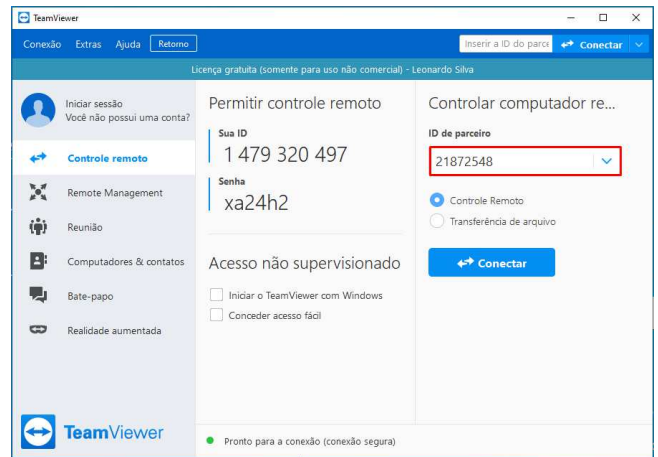 TeamViewer
Conexão Extras Ajuda Retorno
Inserir a ID do parce Conectar
Licença gratuita (somente para uso não comercial) - Leonardo Silva
Iniciar sessão
Você não possui uma conta?
Controle remoto
Remote Management
Reunião
Computadores & contatos
Bate-papo
Realidade aumentada
TeamViewer
Permitir controle remoto
Sua ID
1 479 320 497
Senha
xa24h2
Acesso não supervisionado
Iniciar o TeamViewer com Windows
Conceder acesso fácil
Controlar computador re...
ID de parceiro
21872548
Controle Remoto
Transferência de arquivo
Conectar
Pronto para a conexão (conexão segura)